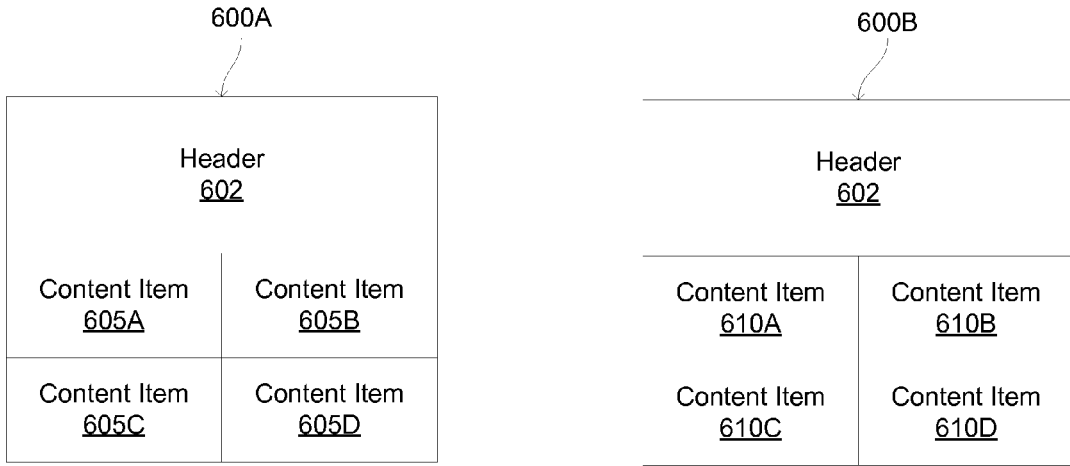 600A
Header
602
Content Item
605A
Content Item
605B
Content Item
605C
Content Item
605D
600B
Header
602
Content Item
610A
Content Item
610B
Content Item
610C
Content Item
610D